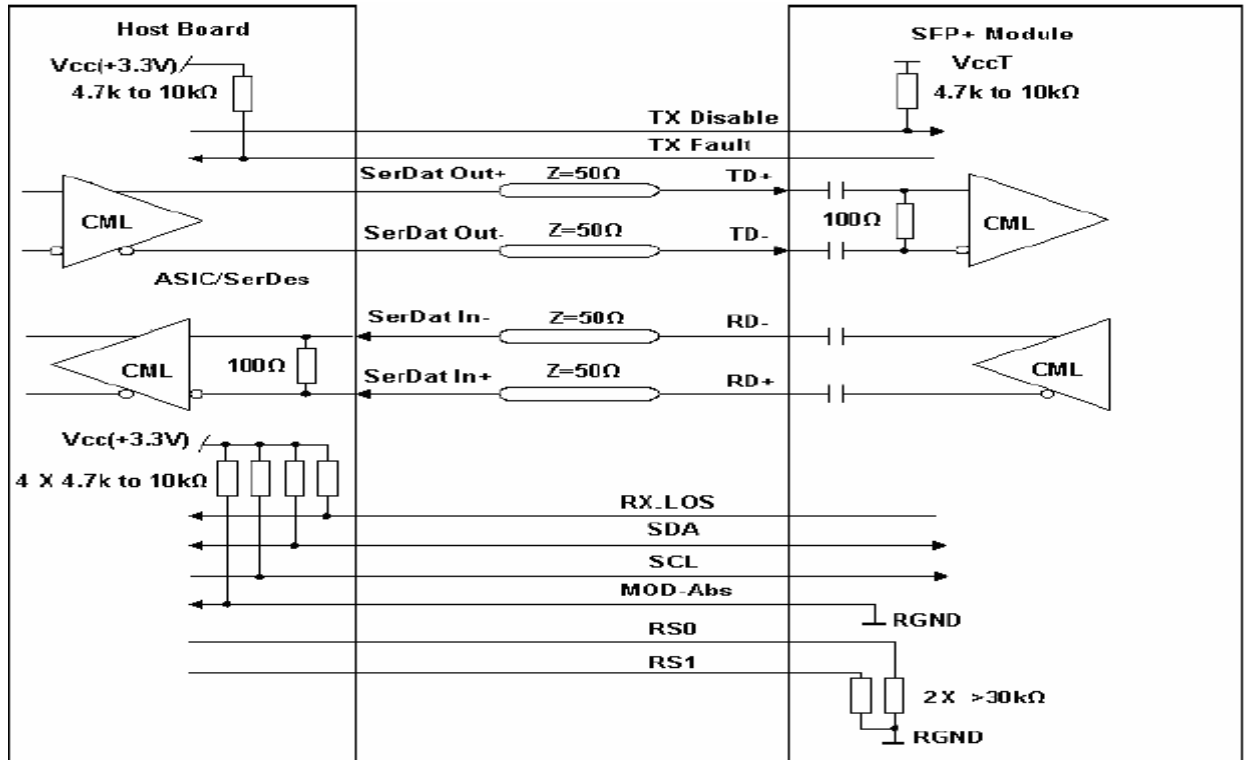 Host Board
SFP+ Module
Vcc(+3.3V)
4.7k to 10kΩ
VccT
4.7k to 10kΩ
TX Disable
TX Fault
SerDat Out+
Z=50Ω
TD+
CML
100Ω
CML
SerDat Out-
Z=50Ω
TD-
ASIC/SerDes
SerDat In-
Z=50Ω
RD-
CML
100Ω
CML
SerDat In+
Z=50Ω
RD+
Vcc(+3.3V)
4 X 4.7k to 10kΩ
RX-LOS
SDA
SCL
MOD-Abs
RGND
RS0
RS1
2X >30kΩ
RGND